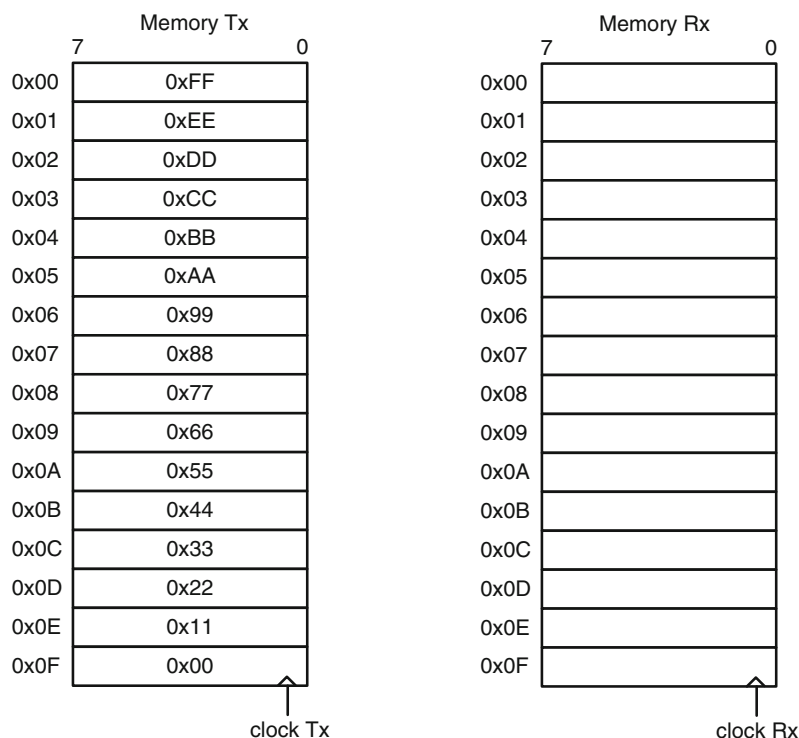 Memory Tx
7 0
0x00 0xFF
0x01 0xEE
0x02 0xDD
0x03 0xCC
0x04 0xBB
0x05 0xAA
0x06 0x99
0x07 0x88
0x08 0x77
0x09 0x66
0x0A 0x55
0x0B 0x44
0x0C 0x33
0x0D 0x22
0x0E 0x11
0x0F 0x00
clock Tx
Memory Rx
7 0
0x00
0x01
0x02
0x03
0x04
0x05
0x06
0x07
0x08
0x09
0x0A
0x0B
0x0C
0x0D
0x0E
0x0F
clock Rx